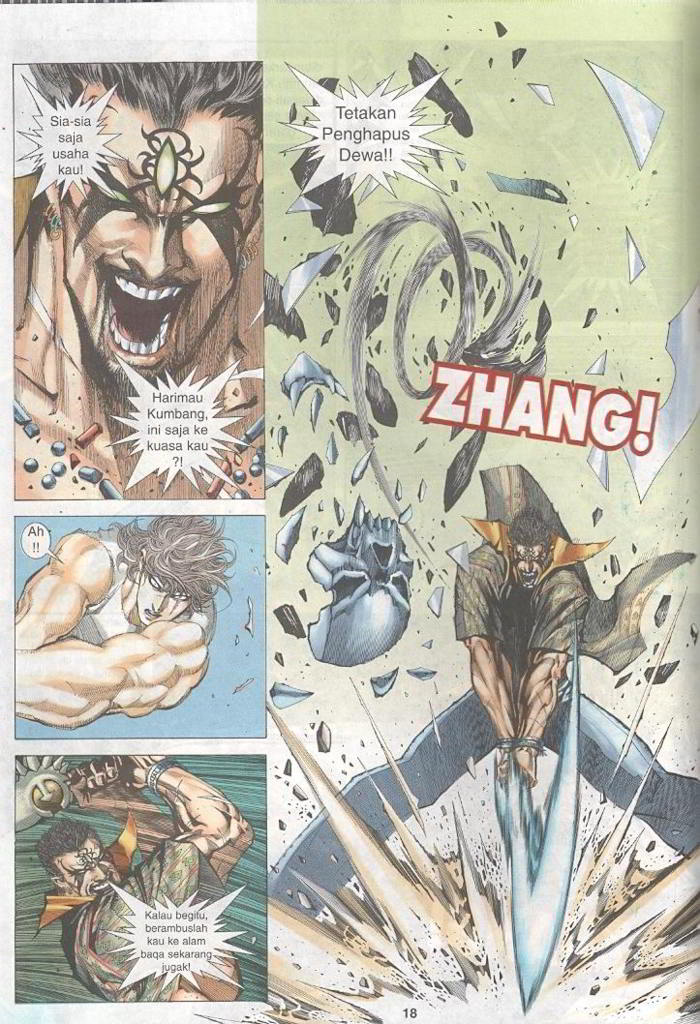 Sia-sia
saja
usaha
kau!
Harimau
Kumbang,
ini saja ke
kuasa kau
?!
Ah
!!
Kalau begitu,
berambuslah
kau ke alam
baqa sekarang
jugak!
Tetakan
Penghapus
Dewa!!
ZHANG!
18